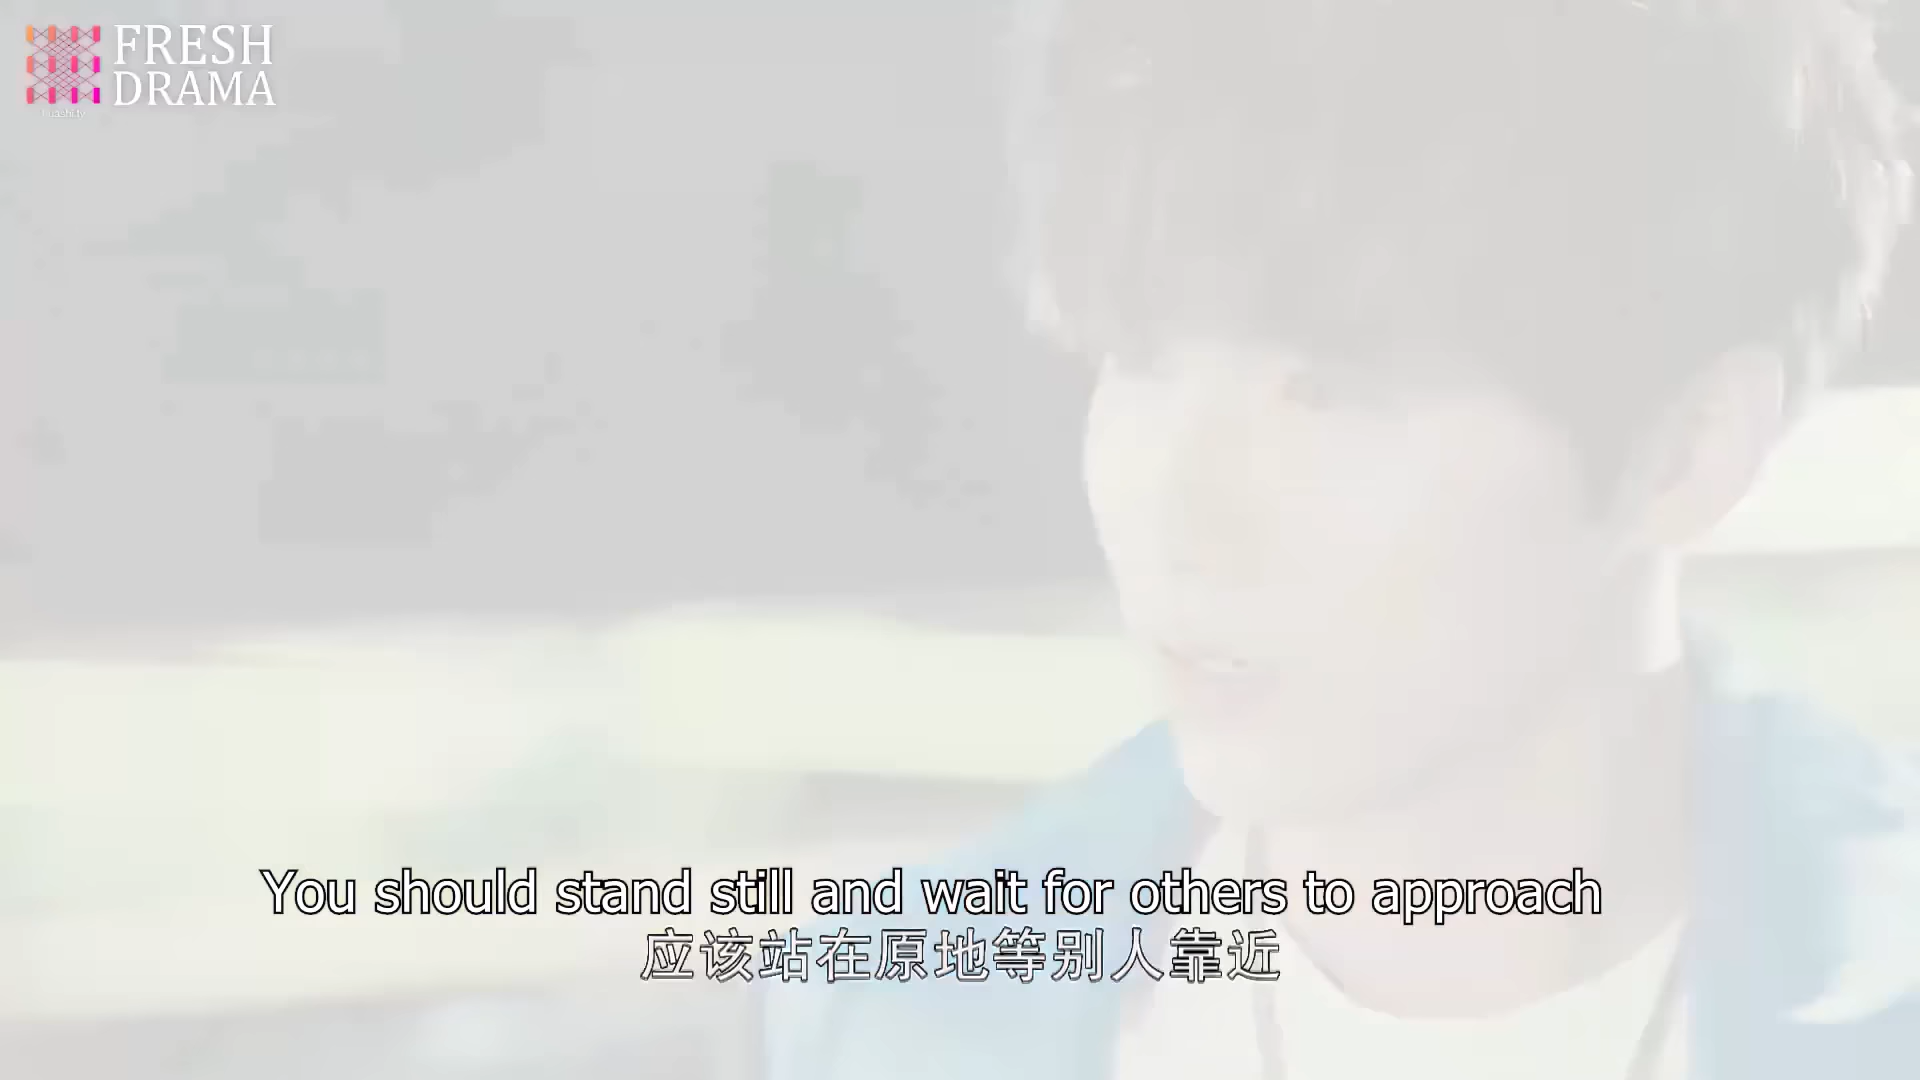 FRESH
DRAMA
You should stand still and wait for others to approach
应该站在原地等别人靠近